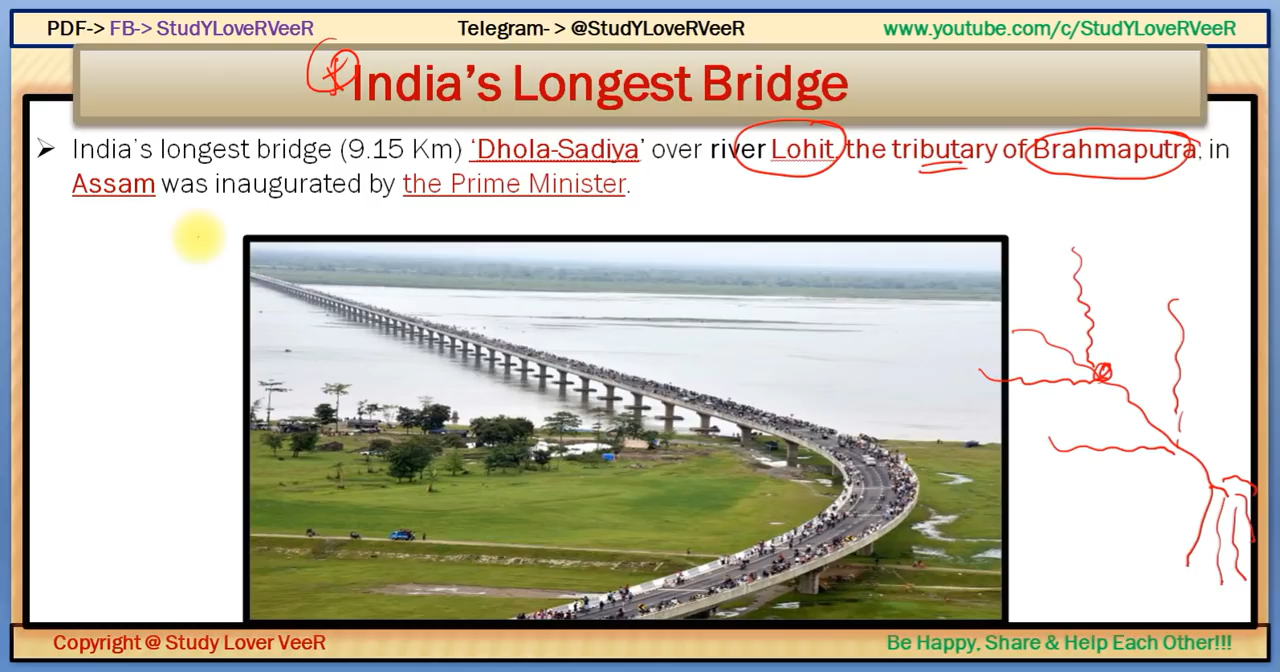 PDF-> FB-> StudYLoveRVeeR Telegram- > @StudYLoveRVeeR www.youtube.com/c/StudYLoveRVeeR
India's Longest Bridge
➢ India's longest bridge (9.15 Km) 'Dhola-Sadiya' over river Lohit, the tributary of Brahmaputra, in
Assam was inaugurated by the Prime Minister.
Copyright @ Study Lover VeeR Be Happy, Share & Help Each Other!!!